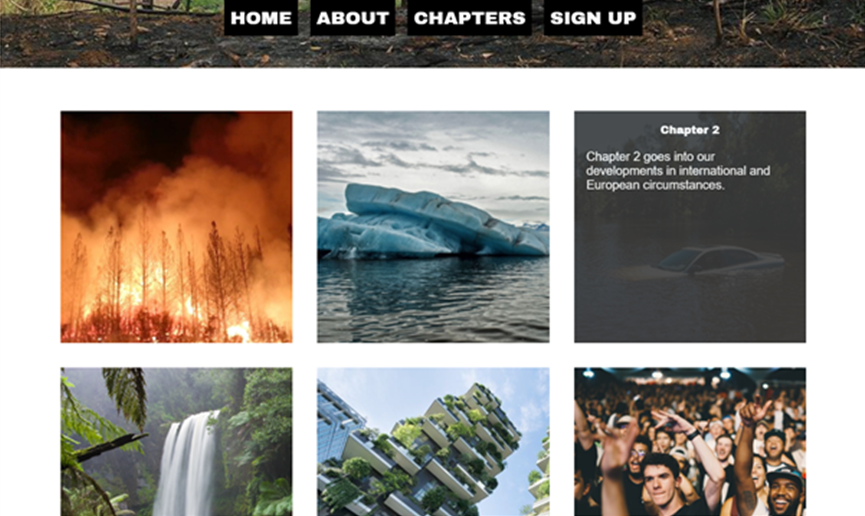 HOME ABOUT CHAPTERS SIGN UP
Chapter 2
Chapter 2 goes into our
developments in international and
European circumstances.